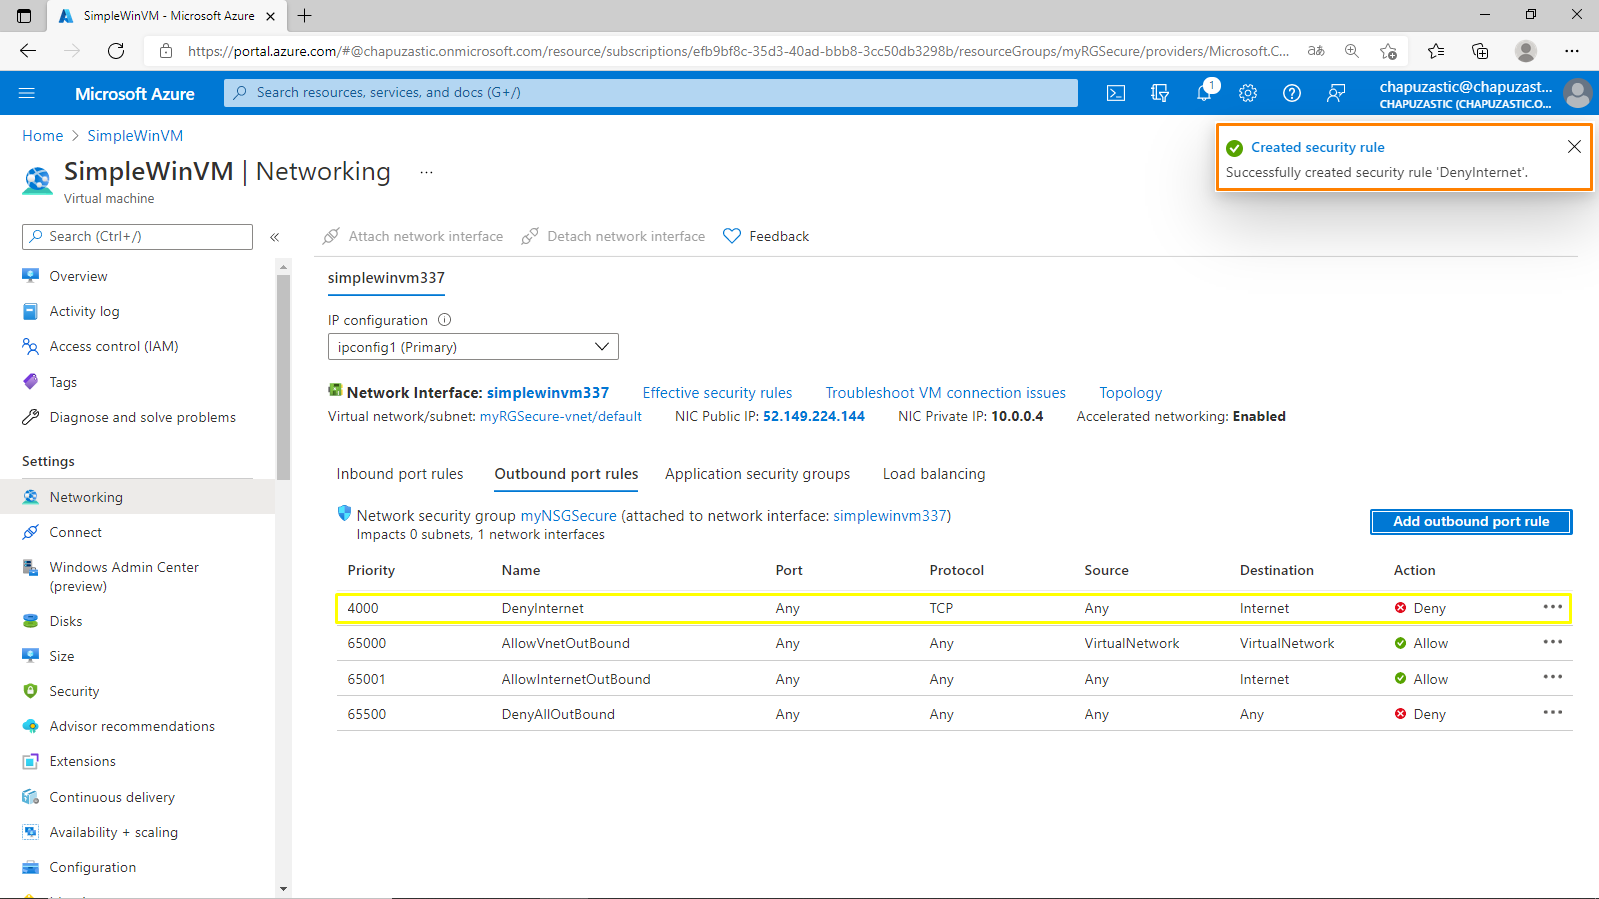 SimpleWinVM - Microsoft Azure
https://portal.azure.com/#@chapuzastic.onmicrosoft.com/resource/subscriptions/efb9bf8c-35d3-40ad-bbb8-3cc50db3298b/resourceGroups/myRGSecure/providers/Microsoft.C...
Microsoft Azure
Search resources, services, and docs (G+/)
1
chapuzastic@chapuzast...
CHAPUZASTIC (CHAPUZASTIC.O...
Home > SimpleWinVM
Created security rule
Successfully created security rule 'DenyInternet'.
SimpleWinVM | Networking ...
Virtual machine
Search (Ctrl+/)
Attach network interface
Detach network interface
Feedback
Overview
Activity log
Access control (IAM)
Tags
Diagnose and solve problems
Settings
Networking
Connect
Windows Admin Center
(preview)
Disks
Size
Security
Advisor recommendations
Extensions
Continuous delivery
Availability + scaling
Configuration
simplewinvm337
IP configuration
ipconfig1 (Primary)
Network Interface: simplewinvm337 Effective security rules Troubleshoot VM connection issues Topology
Virtual network/subnet: myRGSecure-vnet/default NIC Public IP: 52.149.224.144 NIC Private IP: 10.0.0.4 Accelerated networking: Enabled
Inbound port rules Outbound port rules Application security groups Load balancing
Network security group myNSGSecure (attached to network interface: simplewinvm337)
Impacts 0 subnets, 1 network interfaces
Add outbound port rule
Priority Name Port Protocol Source Destination Action
4000 DenyInternet Any TCP Any Internet Deny ...
65000 AllowVnetOutBound Any Any VirtualNetwork VirtualNetwork Allow ...
65001 AllowInternetOutBound Any Any Any Internet Allow ...
65500 DenyAllOutBound Any Any Any Any Deny ...